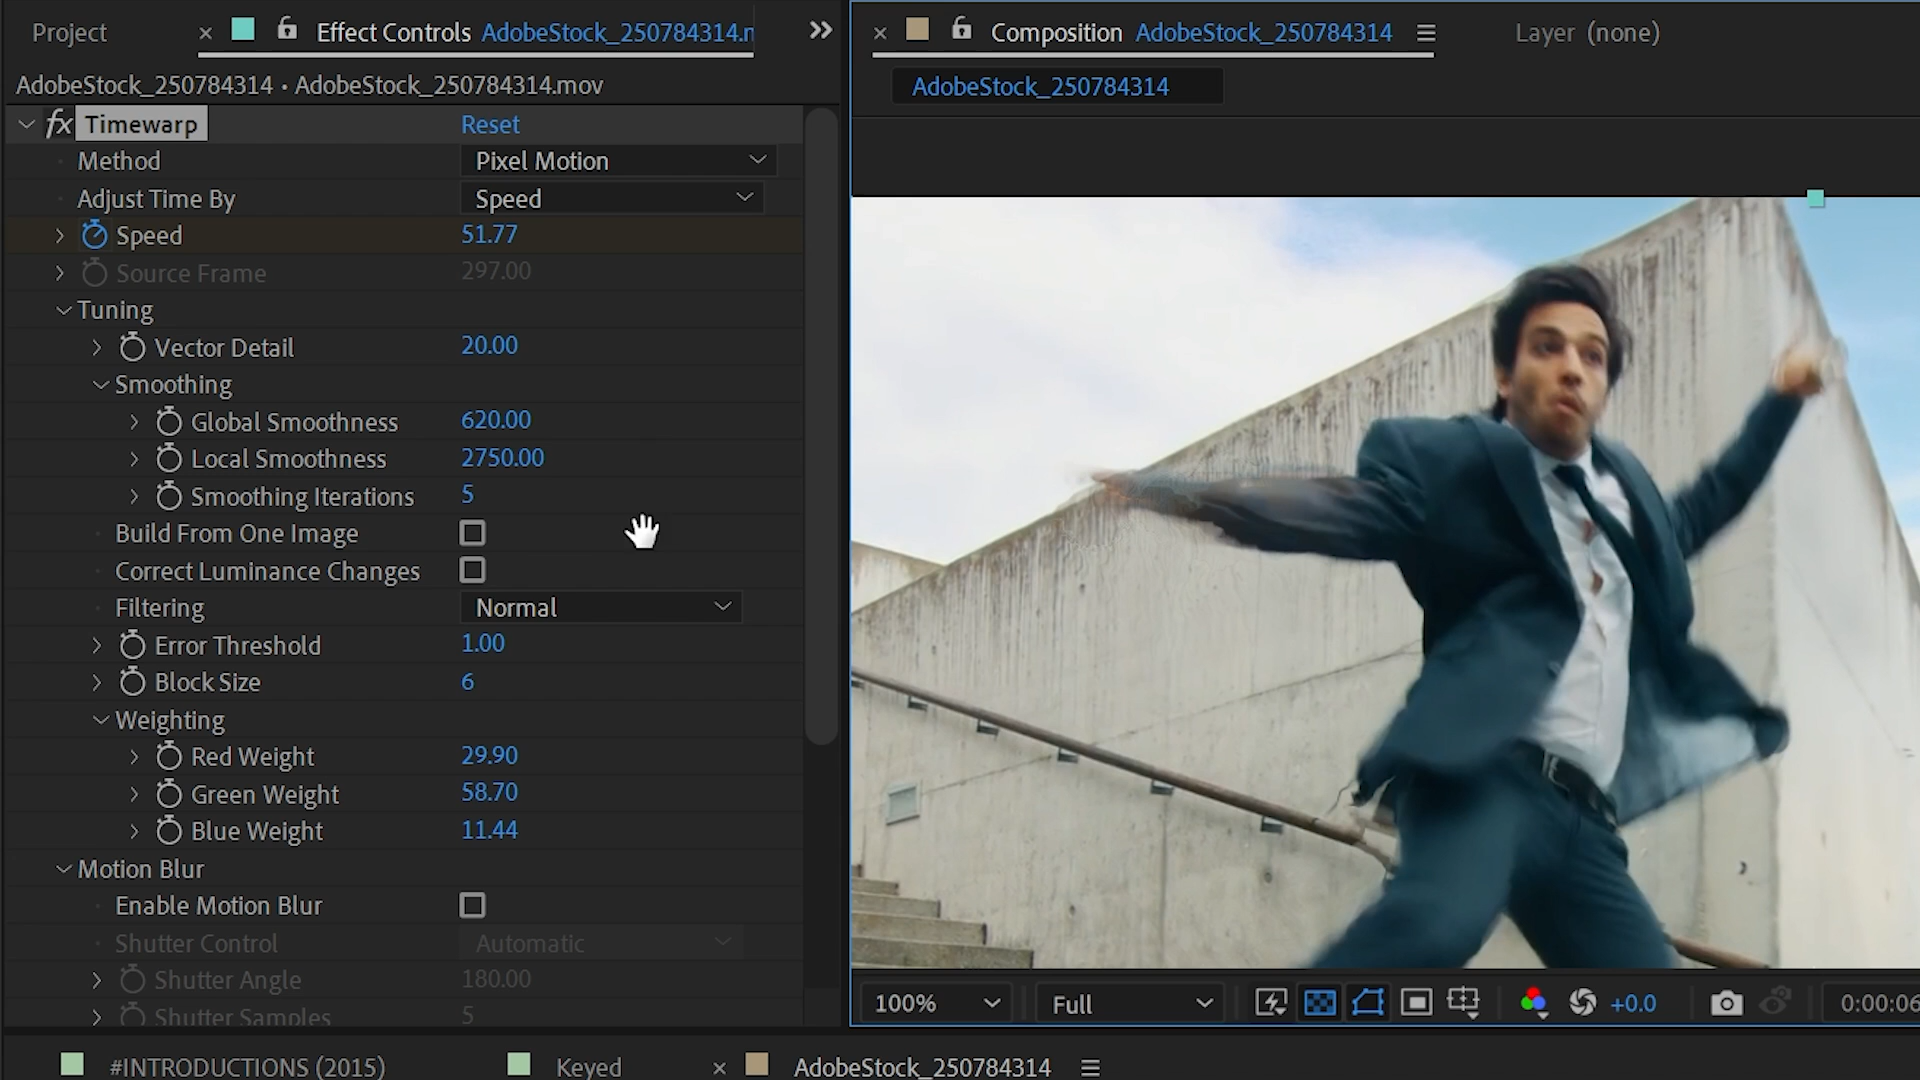 Project
× Effect Controls AdobeStock_250784314.n
AdobeStock_250784314 • AdobeStock_250784314.mov
fx Timewarp Reset
Method Pixel Motion
Adjust Time By Speed
Speed 51.77
Source Frame 297.00
Tuning
Vector Detail 20.00
Smoothing
Global Smoothness 620.00
Local Smoothness 2750.00
Smoothing Iterations 5
Build From One Image
Correct Luminance Changes
Filtering Normal
Error Threshold 1.00
Block Size 6
Weighting
Red Weight 29.90
Green Weight 58.70
Blue Weight 11.44
Motion Blur
Enable Motion Blur
Shutter Control Automatic
Shutter Angle 180.00
Shutter Samples 5
× Composition AdobeStock_250784314
Layer (none)
AdobeStock_250784314
100% Full +0.0 0:00:06
#INTRODUCTIONS (2015) Keyed × AdobeStock_250784314